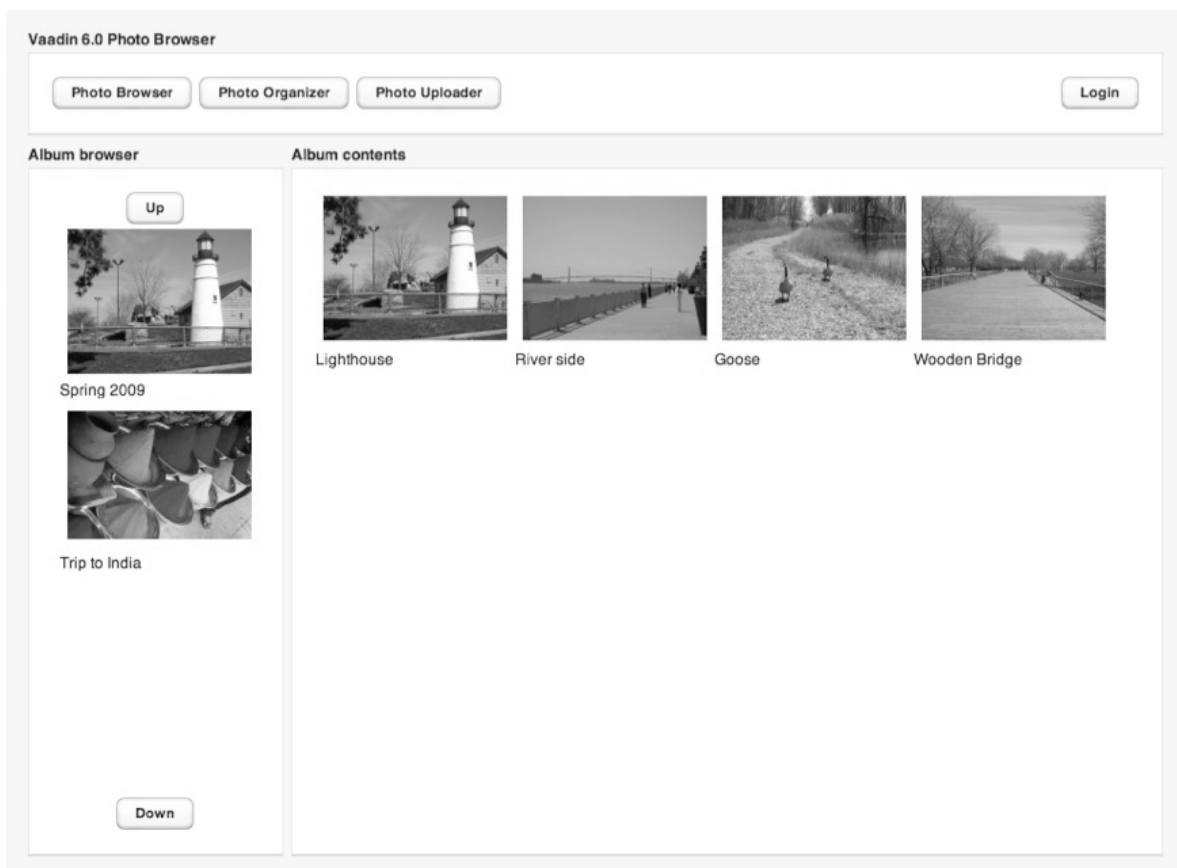 Vaadin 6.0 Photo Browser
Photo Browser
Photo Organizer
Photo Uploader
Login
Album browser
Up
Spring 2009
Trip to India
Down
Album contents
Lighthouse
River side
Goose
Wooden Bridge